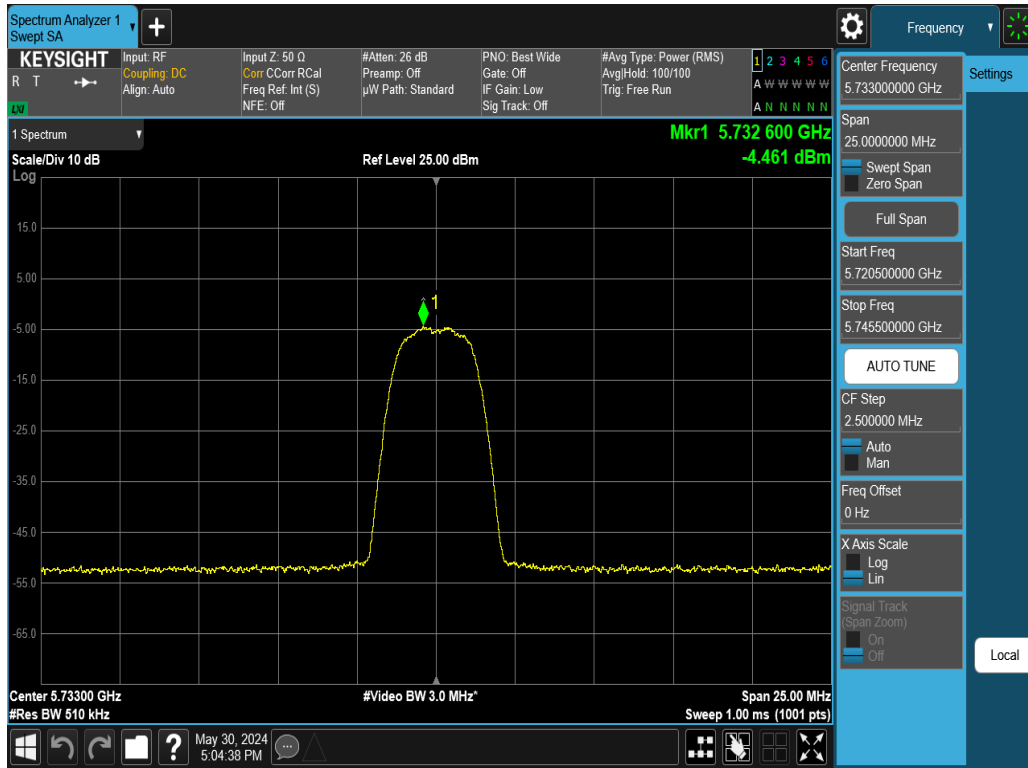 Spectrum Analyzer 1
Swept SA
+
Frequency
KEYSIGHT
R T
LXI
Input: RF
Coupling: DC
Align: Auto
Input Z: 50 Ω
Corr CCorr RCal
Freq Ref: Int (S)
NFE: Off
#Atten: 26 dB
Preamp: Off
µW Path: Standard
PNO: Best Wide
Gate: Off
IF Gain: Low
Sig Track: Off
#Avg Type: Power (RMS)
Avg|Hold: 100/100
Trig: Free Run
1 2 3 4 5 6
A W W W W W
A N N N N N
1 Spectrum
Scale/Div 10 dB
Log
Ref Level 25.00 dBm
Mkr1 5.732 600 GHz
-4.461 dBm
15.0
5.00
-5.00
-15.0
-25.0
-35.0
-45.0
-55.0
-65.0
1
Center 5.73300 GHz
#Res BW 510 kHz
#Video BW 3.0 MHz*
Span 25.00 MHz
Sweep 1.00 ms (1001 pts)
Center Frequency
5.733000000 GHz
Span
25.0000000 MHz
Swept Span
Zero Span
Full Span
Start Freq
5.720500000 GHz
Stop Freq
5.745500000 GHz
AUTO TUNE
CF Step
2.500000 MHz
Auto
Man
Freq Offset
0 Hz
X Axis Scale
Log
Lin
Signal Track
(Span Zoom)
On
Off
Settings
Local
?
May 30, 2024
5:04:38 PM